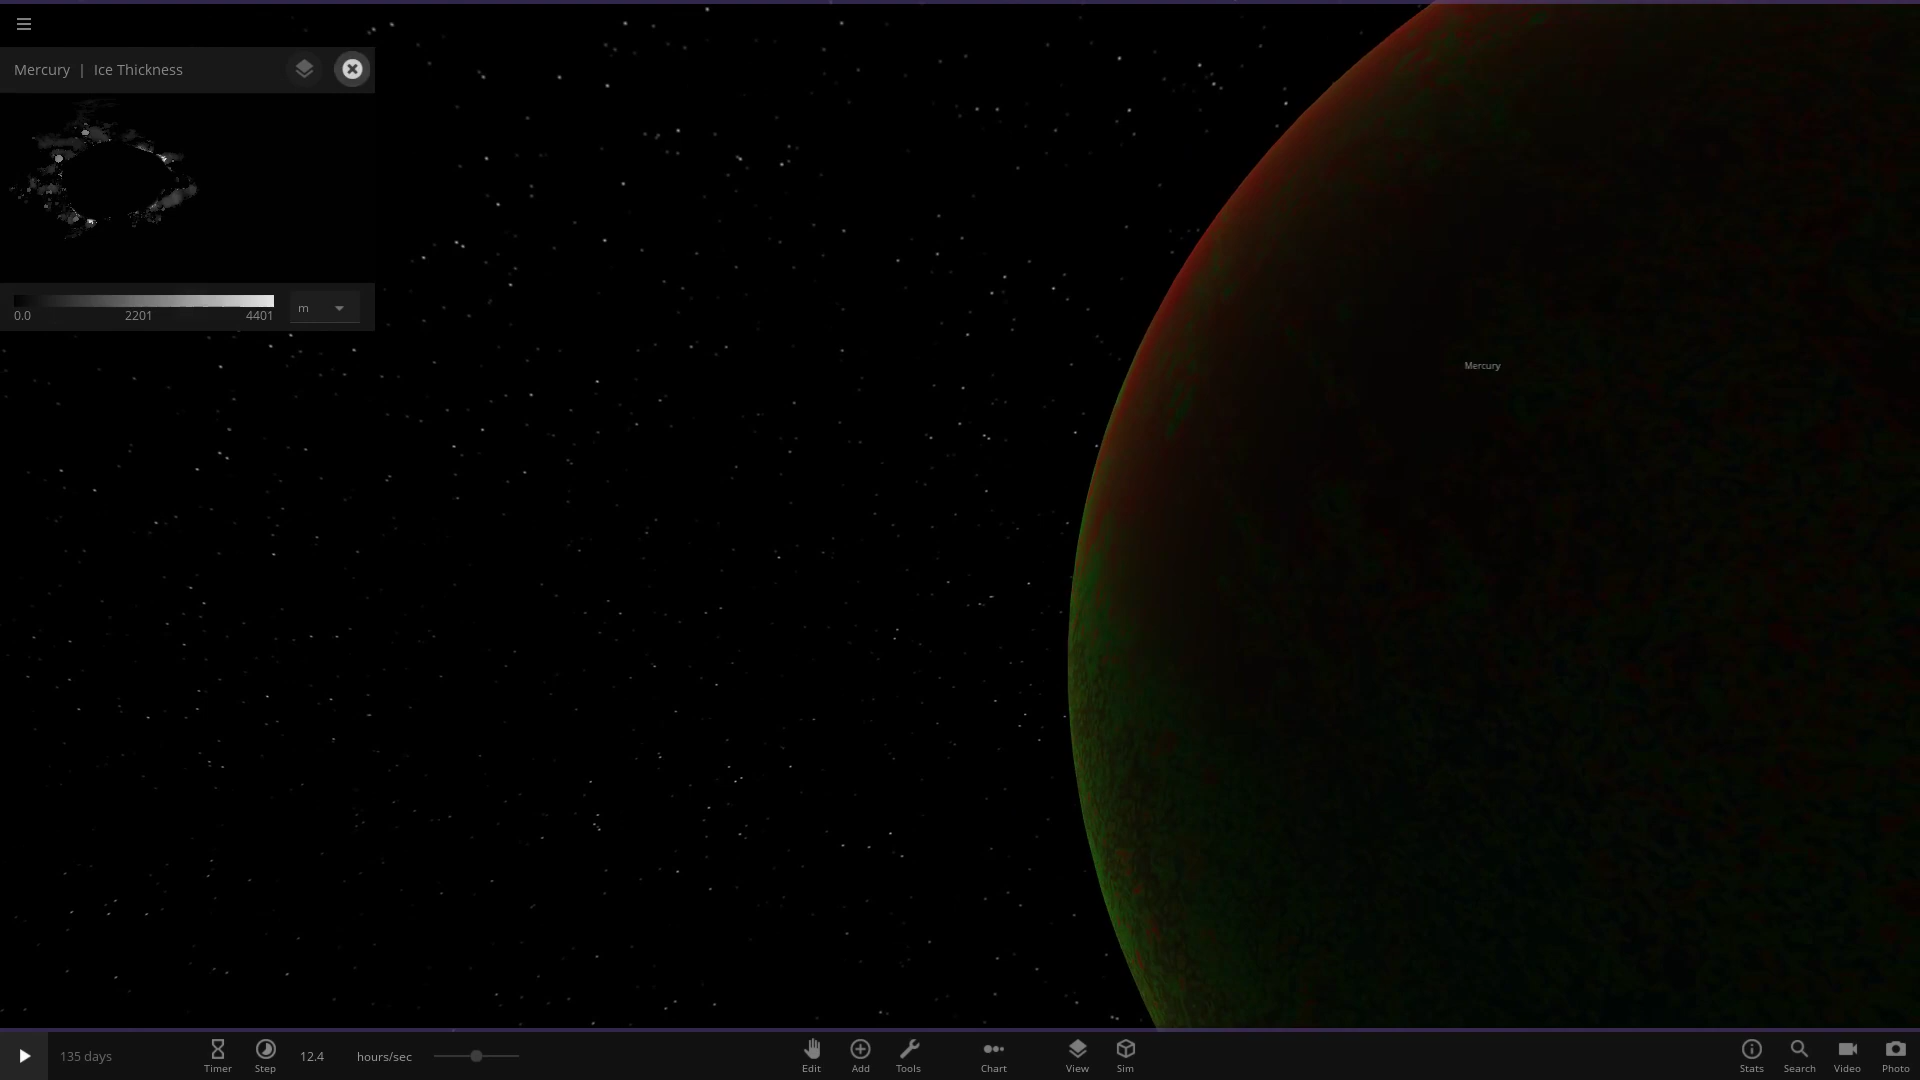 Mercury | Ice Thickness
0.0 2201 4401 m
Mercury
135 days Timer Step 12.4 hours/sec Edit Add Tools Chart View Sim Stats Search Video Photo